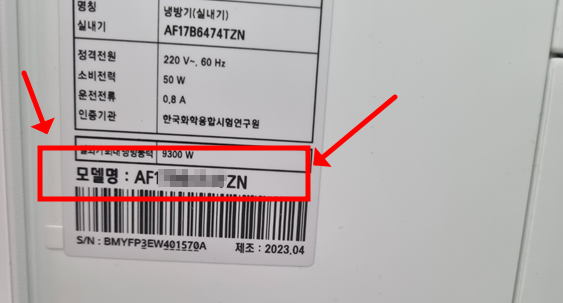 명칭 냉방기(실내기)
실내기 AF17B6474TZN
정격전원 220 V~, 60 Hz
소비전력 50 W
운전전류 0,8 A
인증기관 한국화학융합시험연구원
9300 W
모델명 : AF1 TZN
S/N : BMYFP3EW401570A 제조 : 2023.04